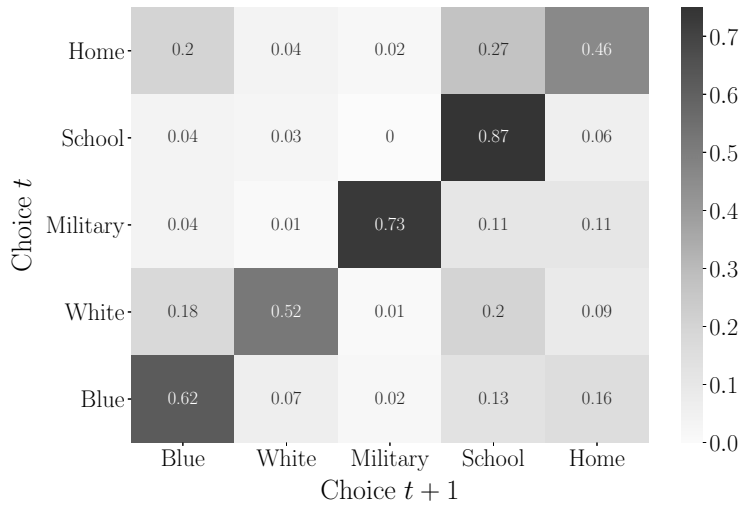 Home 0.2 0.04 0.02 0.27 0.46
School 0.04 0.03 0 0.87 0.06
Military 0.04 0.01 0.73 0.11 0.11
White 0.18 0.52 0.01 0.2 0.09
Blue 0.62 0.07 0.02 0.13 0.16
Blue White Military School Home
Choice t + 1
Choice t
0.7
0.6
0.5
0.4
0.3
0.2
0.1
0.0